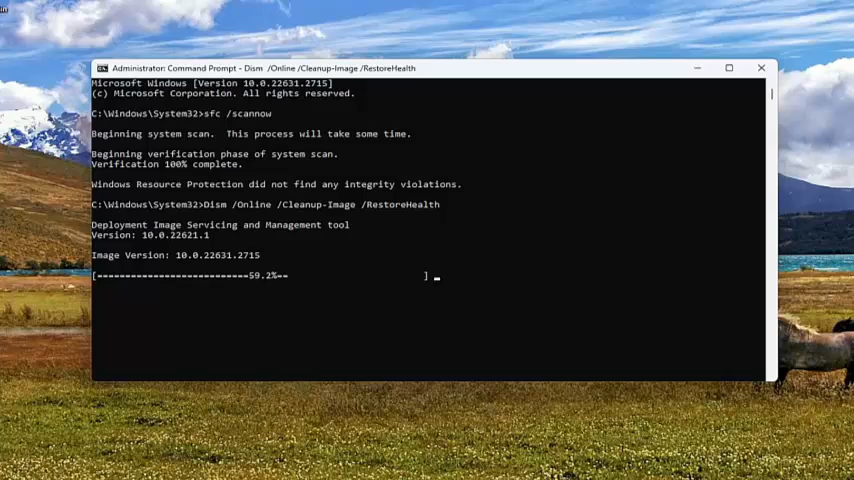 Administrator: Command Prompt - Dism  /Online /Cleanup-Image /RestoreHealth
Microsoft Windows [Version 10.0.22631.2715]
(c) Microsoft Corporation. All rights reserved.
C:\Windows\System32>sfc /scannow
Beginning system scan.  This process will take some time.
Beginning verification phase of system scan.
Verification 100% complete.
Windows Resource Protection did not find any integrity violations.
C:\Windows\System32>Dism /Online /Cleanup-Image /RestoreHealth
Deployment Image Servicing and Management tool
Version: 10.0.22621.1
Image Version: 10.0.22631.2715
[===========================59.2%==                          ]